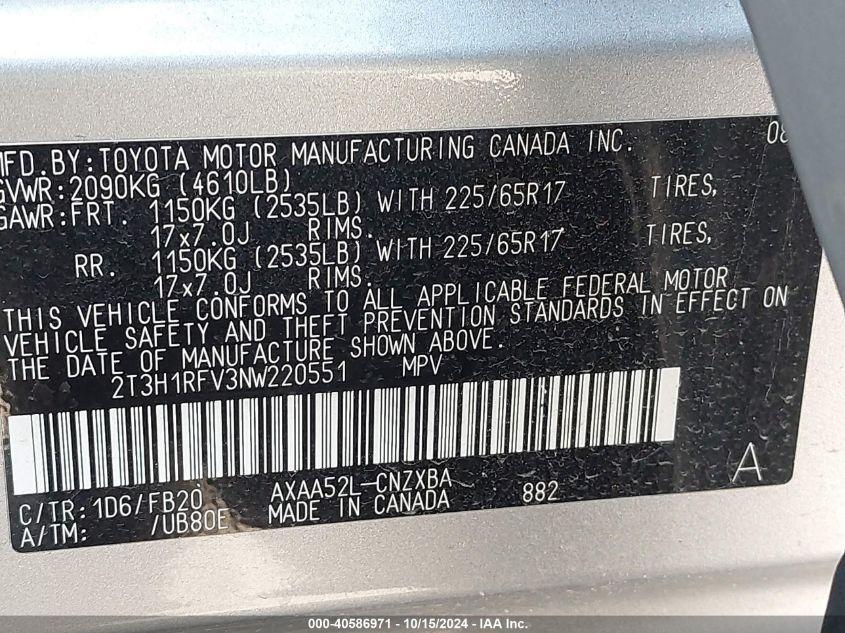 MFD.BY:TOYOTA MOTOR MANUFACTURING CANADA INC. 08
GVWR:2090KG (4610LB)
GAWR:FRT. 1150KG (2535LB) WITH 225/65R17 TIRES,
17x7.0J RIMS.
RR. 1150KG (2535LB) WITH 225/65R17 TIRES,
17x7.0J RIMS.
THIS VEHICLE CONFORMS TO ALL APPLICABLE FEDERAL MOTOR
VEHICLE SAFETY AND THEFT PREVENTION STANDARDS IN EFFECT ON
THE DATE OF MANUFACTURE SHOWN ABOVE.
2T3H1RFV3NW220551 MPV
C/TR:1D6/FB20 AXAA52L-CNZXBA 882 A
A/TM: /UB80E MADE IN CANADA
000-40586971 - 10/15/2024 - IAA Inc.